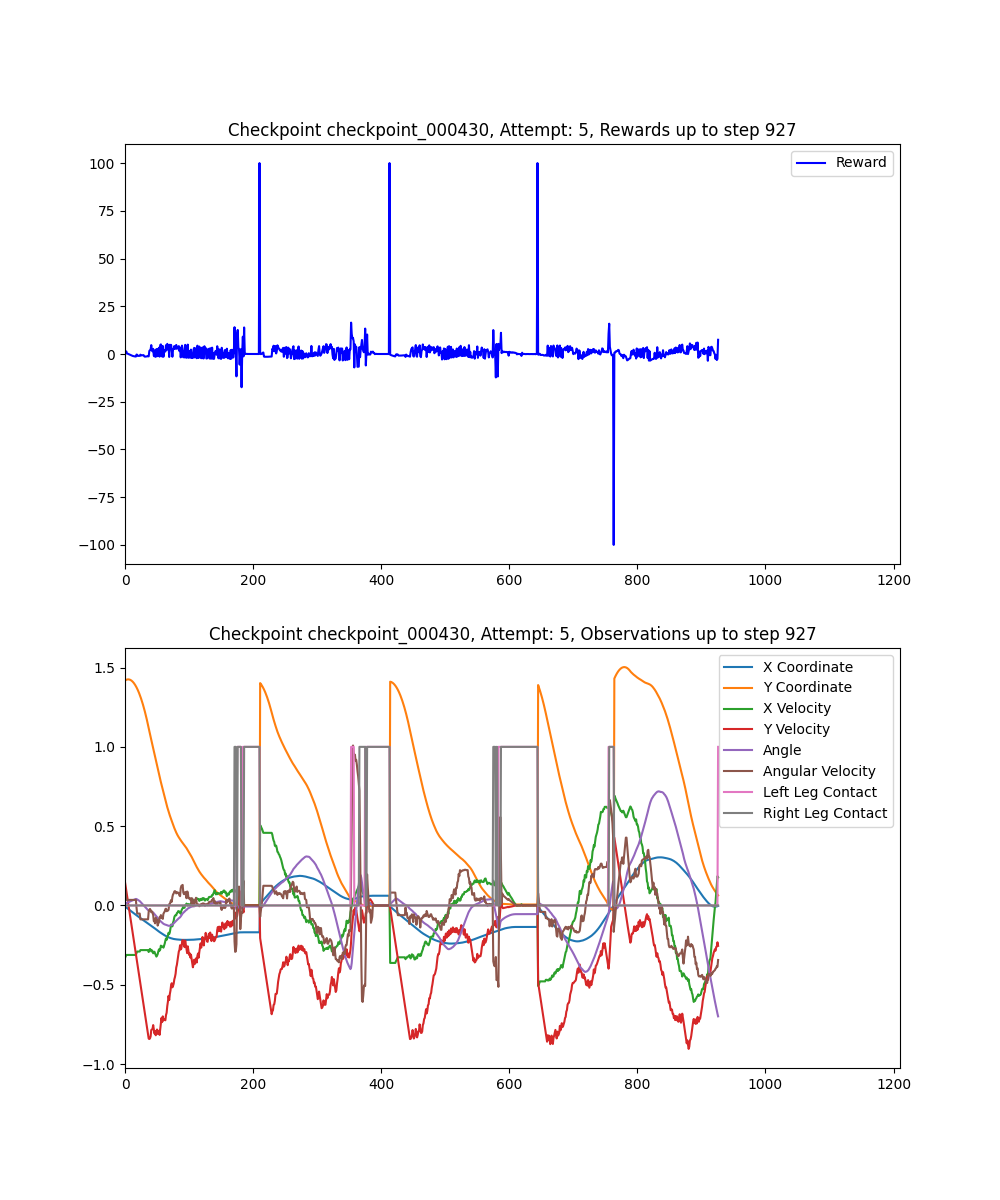 Checkpoint checkpoint_000430, Attempt: 5, Rewards up to step 927
100
75
50
25
0
−25
−50
−75
−100
Reward
0 200 400 600 800 1000 1200
Checkpoint checkpoint_000430, Attempt: 5, Observations up to step 927
1.5
1.0
0.5
0.0
−0.5
−1.0
X Coordinate
Y Coordinate
X Velocity
Y Velocity
Angle
Angular Velocity
Left Leg Contact
Right Leg Contact
0 200 400 600 800 1000 1200